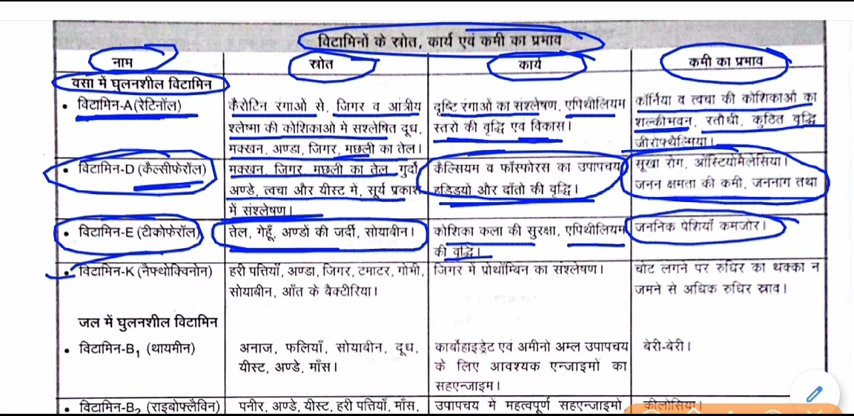 विटामिनों के स्रोत, कार्य एवं कमी का प्रभाव
नाम स्रोत कार्य कमी का प्रभाव
वसा में घुलनशील विटामिन
• विटामिन-A (रेटिनॉल) कैरोटिन रंगाओ से, जिगर व आंत्रीय दृष्टि रंगाओं का संश्लेषण, एपिथीलियम कॉर्निया व त्वचा की कोशिकाओं का
श्लेष्मा की कोशिकाओ मे संश्लेषित दूध, स्तरो की वृद्धि एवं विकास। शल्कीभवन, रतौंधी, कुंठित वृद्धि
मक्खन, अण्डा, जिगर, मछली का तेल। जीरोफ्थैल्मिया।
• विटामिन-D (कैल्सीफेरॉल) मक्खन, जिगर, मछली का तेल, गुर्दा कैल्सियम व फॉस्फोरस का उपापचय सूखा रोग, ऑस्टियोमैलेसिया।
अण्डे, त्वचा और यीस्ट मे, सूर्य प्रकाश हड्डियो और दाँतो की वृद्धि। जनन क्षमता की कमी, जननाग तथा
में संश्लेषण।
• विटामिन-E (टीकोफेरॉल) तेल, गेहूँ, अण्डों की जर्दी, सोयाबीन। कोशिका कला की सुरक्षा, एपिथीलियम जननिक पेशियाँ कमजोर।
की वृद्धि।
• विटामिन-K (नैफ्थोक्विनोन) हरी पत्तियाँ, अण्डा, जिगर, टमाटर, गोभी, जिगर मे प्रोथॉम्बिन का संश्लेषण। चोट लगने पर रुधिर का थक्का न
सोयाबीन, आँत के बैक्टीरिया। जमने से अधिक रुधिर स्राव।
जल में घुलनशील विटामिन
• विटामिन-B₁ (थायमीन) अनाज, फलियाँ, सोयाबीन, दूध, कार्बोहाइड्रेट एवं अमीनो अम्ल उपापचय बेरी-बेरी।
यीस्ट, अण्डे, माँस। के लिए आवश्यक एन्जाइमों का
सहएन्जाइम।
• विटामिन-B₂ (राइबोफ्लैविन) पनीर, अण्डे, यीस्ट, हरी पत्तियाँ, माँस, उपापचय मे महत्वपूर्ण सहएन्जाइमो कीलोसिस।